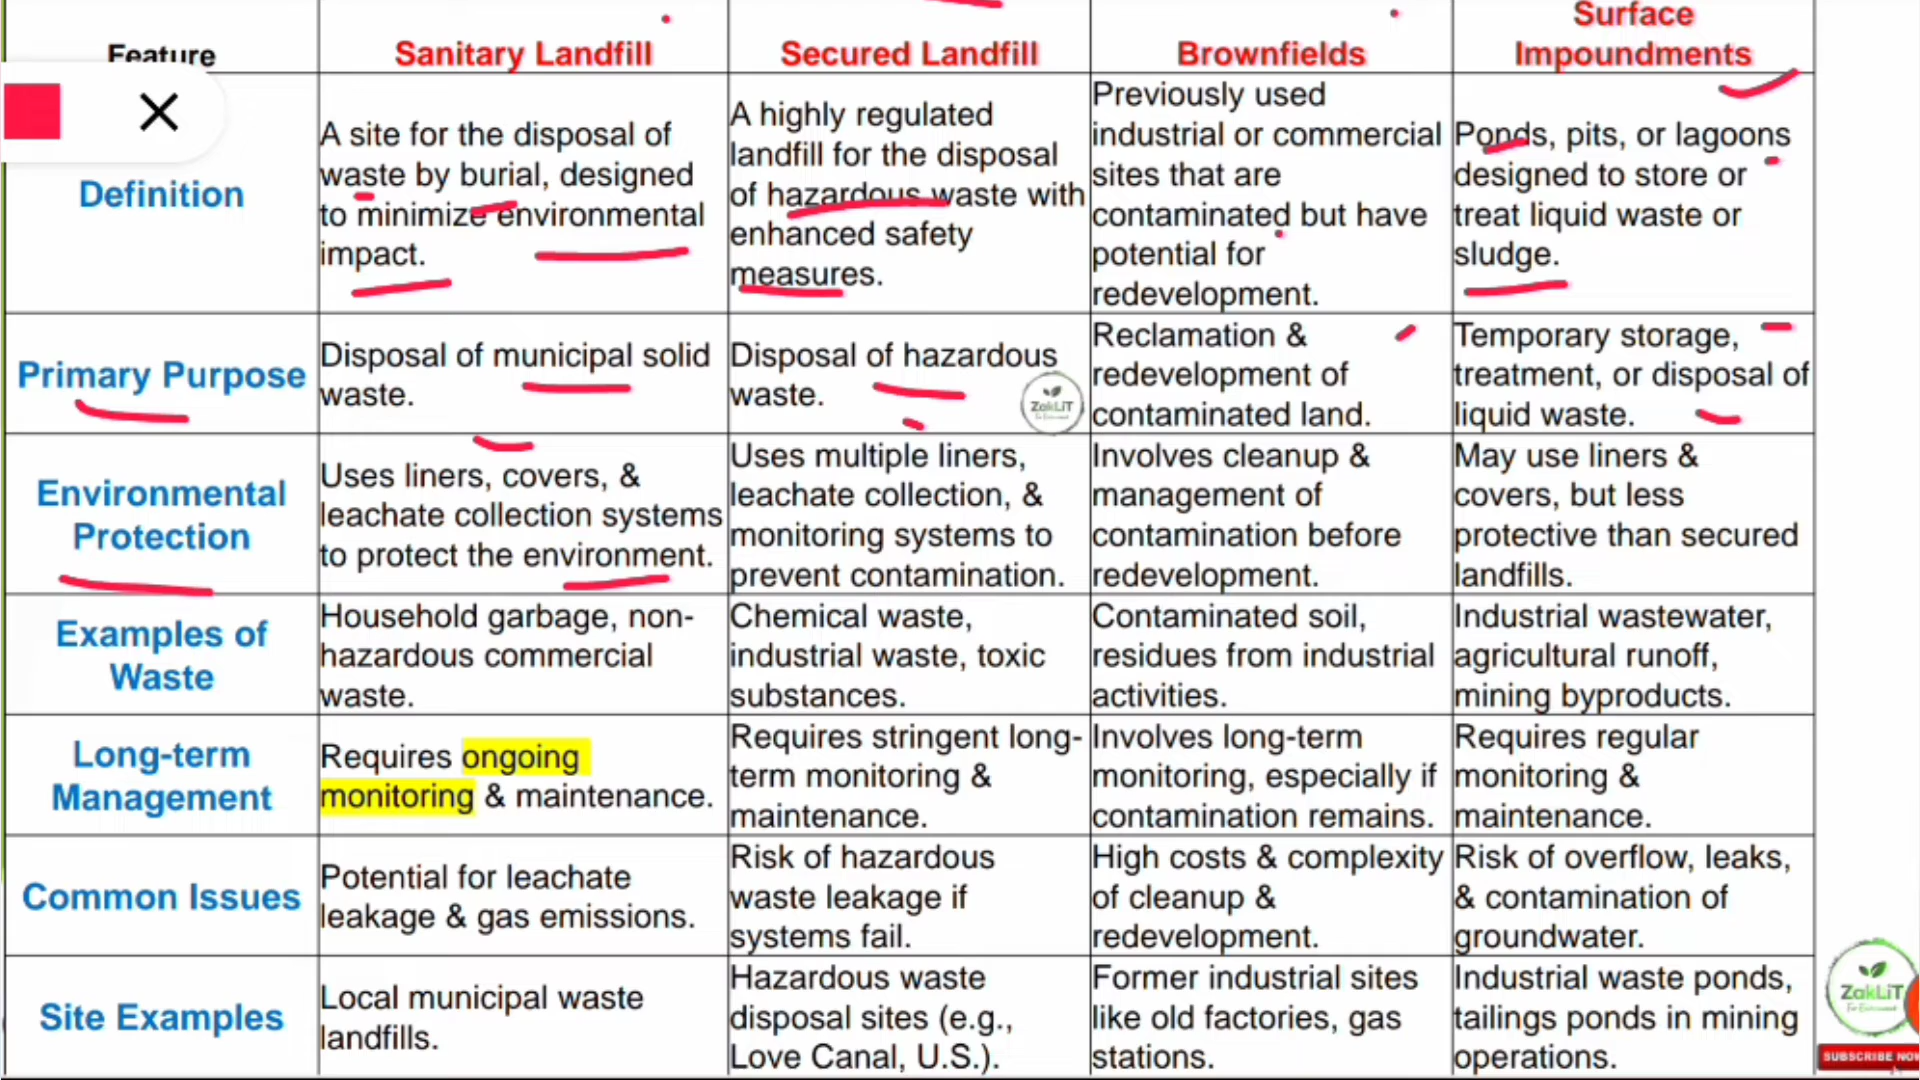 Feature
Sanitary Landfill
Secured Landfill
Brownfields
Surface
Impoundments
Definition
A site for the disposal of
waste by burial, designed
to minimize environmental
impact.
A highly regulated
landfill for the disposal
of hazardous waste with
enhanced safety
measures.
Previously used
industrial or commercial
sites that are
contaminated but have
potential for
redevelopment.
Ponds, pits, or lagoons
designed to store or
treat liquid waste or
sludge.
Primary Purpose
Disposal of municipal solid
waste.
Disposal of hazardous
waste.
Reclamation &
redevelopment of
contaminated land.
Temporary storage,
treatment, or disposal of
liquid waste.
ZakLiT
Environmental
Protection
Uses liners, covers, &
leachate collection systems
to protect the environment.
Uses multiple liners,
leachate collection, &
monitoring systems to
prevent contamination.
Involves cleanup &
management of
contamination before
redevelopment.
May use liners &
covers, but less
protective than secured
landfills.
Examples of
Waste
Household garbage, non-
hazardous commercial
waste.
Chemical waste,
industrial waste, toxic
substances.
Contaminated soil,
residues from industrial
activities.
Industrial wastewater,
agricultural runoff,
mining byproducts.
Long-term
Management
Requires ongoing
monitoring & maintenance.
Requires stringent long-
term monitoring &
maintenance.
Involves long-term
monitoring, especially if
contamination remains.
Requires regular
monitoring &
maintenance.
Common Issues
Potential for leachate
leakage & gas emissions.
Risk of hazardous
waste leakage if
systems fail.
High costs & complexity
of cleanup &
redevelopment.
Risk of overflow, leaks,
& contamination of
groundwater.
Site Examples
Local municipal waste
landfills.
Hazardous waste
disposal sites (e.g.,
Love Canal, U.S.).
Former industrial sites
like old factories, gas
stations.
Industrial waste ponds,
tailings ponds in mining
operations.
ZakLiT
SUBSCRIBE NOW